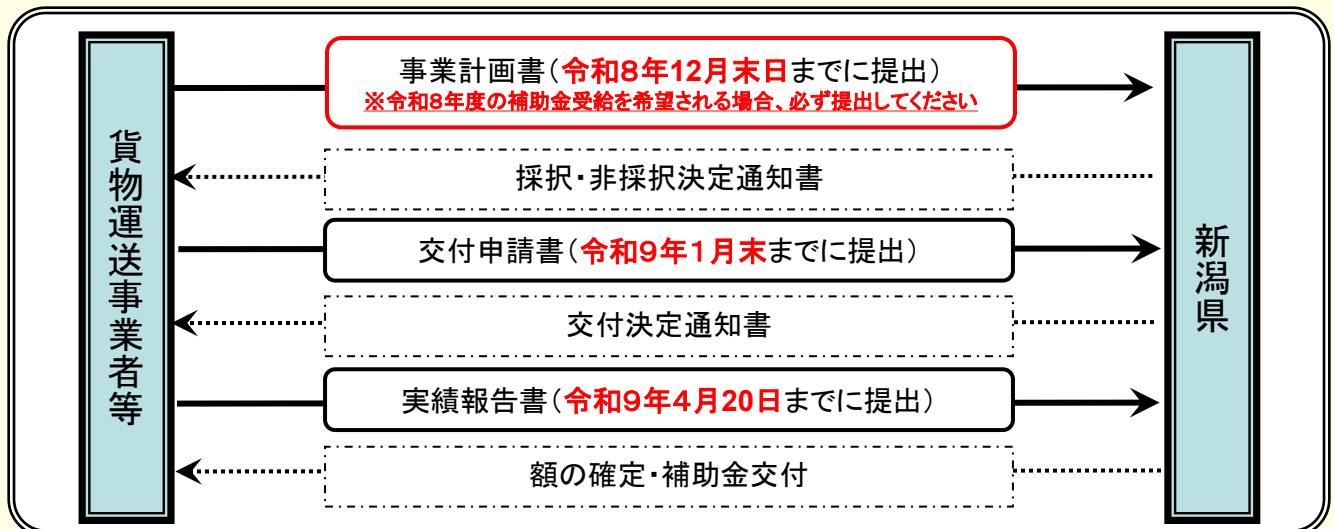 貨物運送事業者等
事業計画書（令和８年12月末日までに提出）
※令和８年度の補助金受給を希望される場合、必ず提出してください
採択・非採択決定通知書
交付申請書（令和９年１月末までに提出）
交付決定通知書
実績報告書（令和９年４月20日までに提出）
額の確定・補助金交付
新潟県